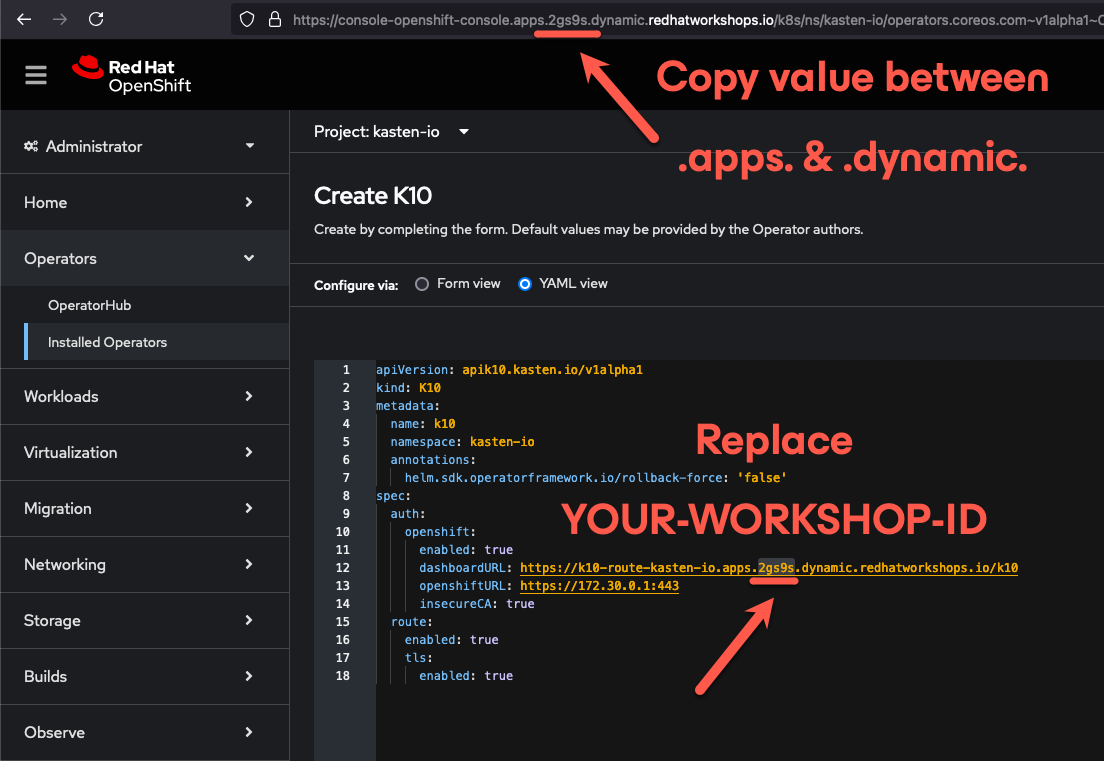 https://console-openshift-console.apps.2gs9s.dynamic.redhatworkshops.io/k8s/ns/kasten-io/operators.coreos.com~v1alpha1~C
Red Hat
OpenShift
Copy value between
.apps. & .dynamic.
Administrator
Home
Operators
OperatorHub
Installed Operators
Workloads
Virtualization
Migration
Networking
Storage
Builds
Observe
Project: kasten-io
Create K10
Create by completing the form. Default values may be provided by the Operator authors.
Configure via: Form view YAML view
1 apiVersion: apik10.kasten.io/v1alpha1
2 kind: K10
3 metadata:
4 name: k10
5 namespace: kasten-io
6 annotations:
7 helm.sdk.operatorframework.io/rollback-force: 'false'
8 spec:
9 auth:
10 openshift:
11 enabled: true
12 dashboardURL: https://k10-route-kasten-io.apps.2gs9s.dynamic.redhatworkshops.io/k10
13 openshiftURL: https://172.30.0.1:443
14 insecureCA: true
15 route:
16 enabled: true
17 tls:
18 enabled: true
Replace
YOUR-WORKSHOP-ID